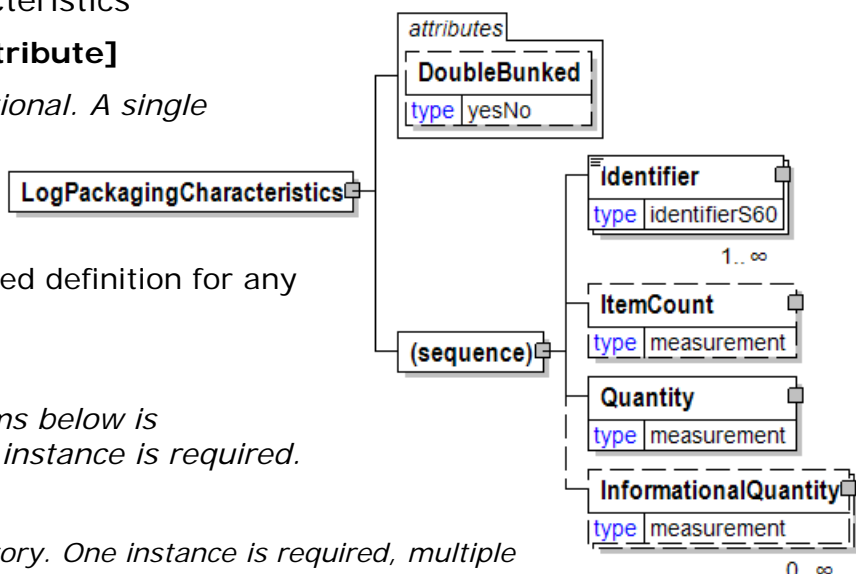 cteristics
tribute]
ional. A single
ed definition for any
ms below is
instance is required.
ory. One instance is required, multiple
attributes
DoubleBunked
type yesNo
LogPackagingCharacteristics
(sequence)
Identifier
type identifierS60
1.. ∞
ItemCount
type measurement
Quantity
type measurement
InformationalQuantity
type measurement
0.. ∞